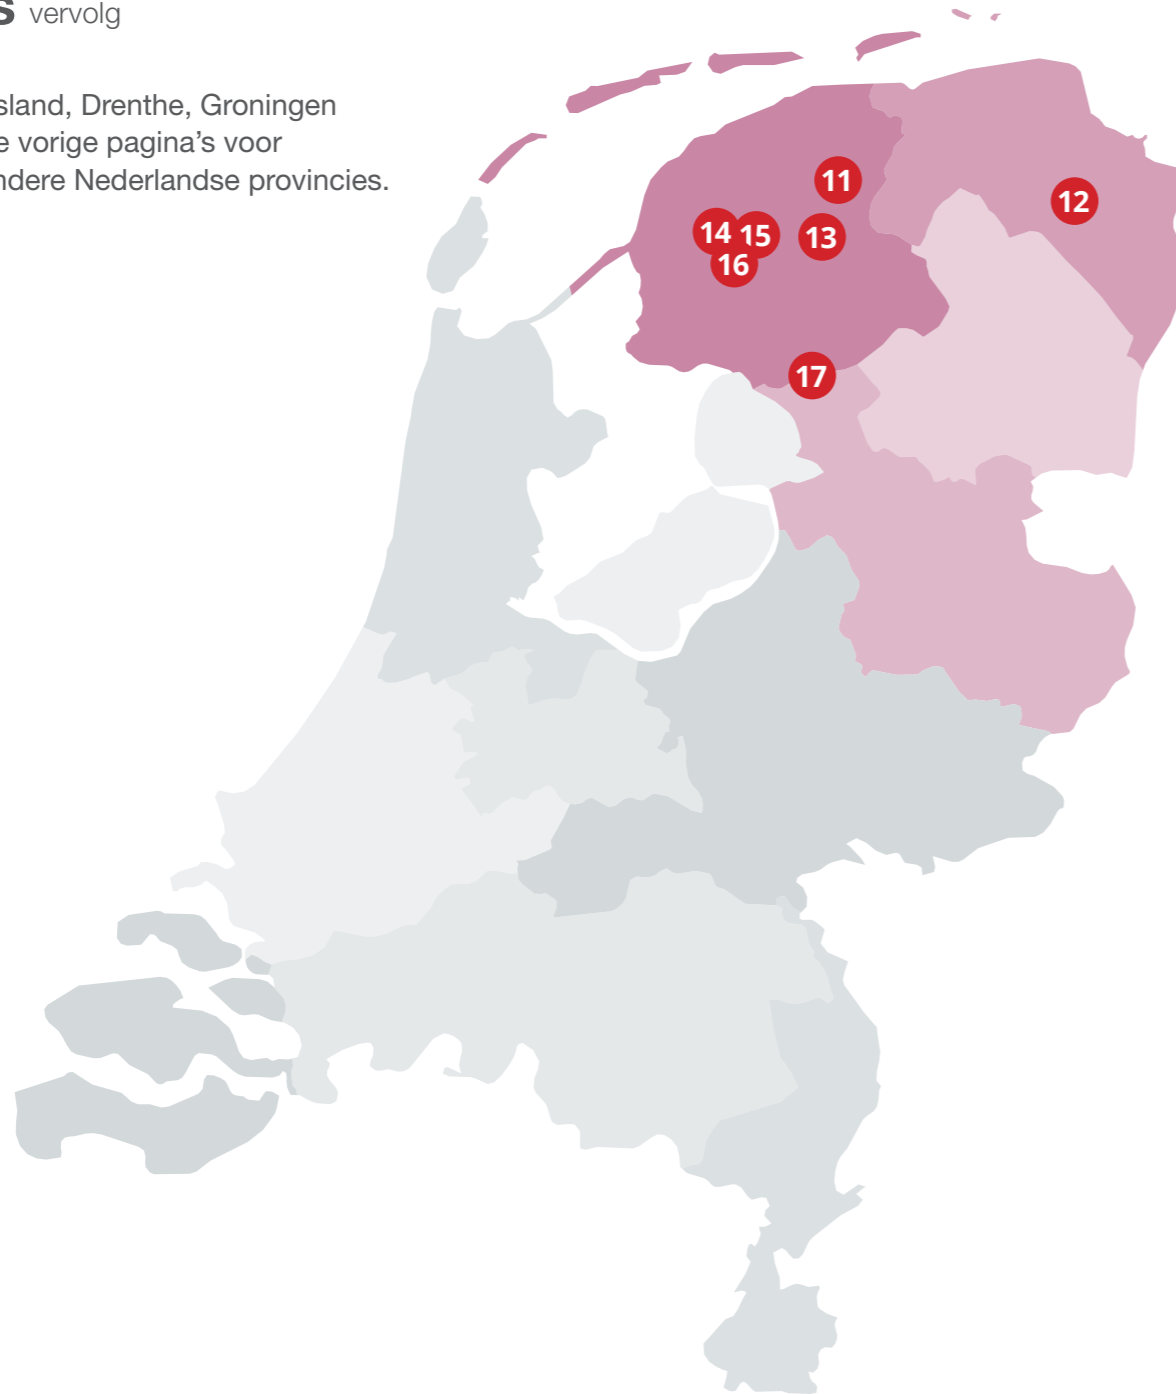 s vervolg
sland, Drenthe, Groningen
e vorige pagina’s voor
ndere Nederlandse provincies.
11
12
14 15 13
16
17